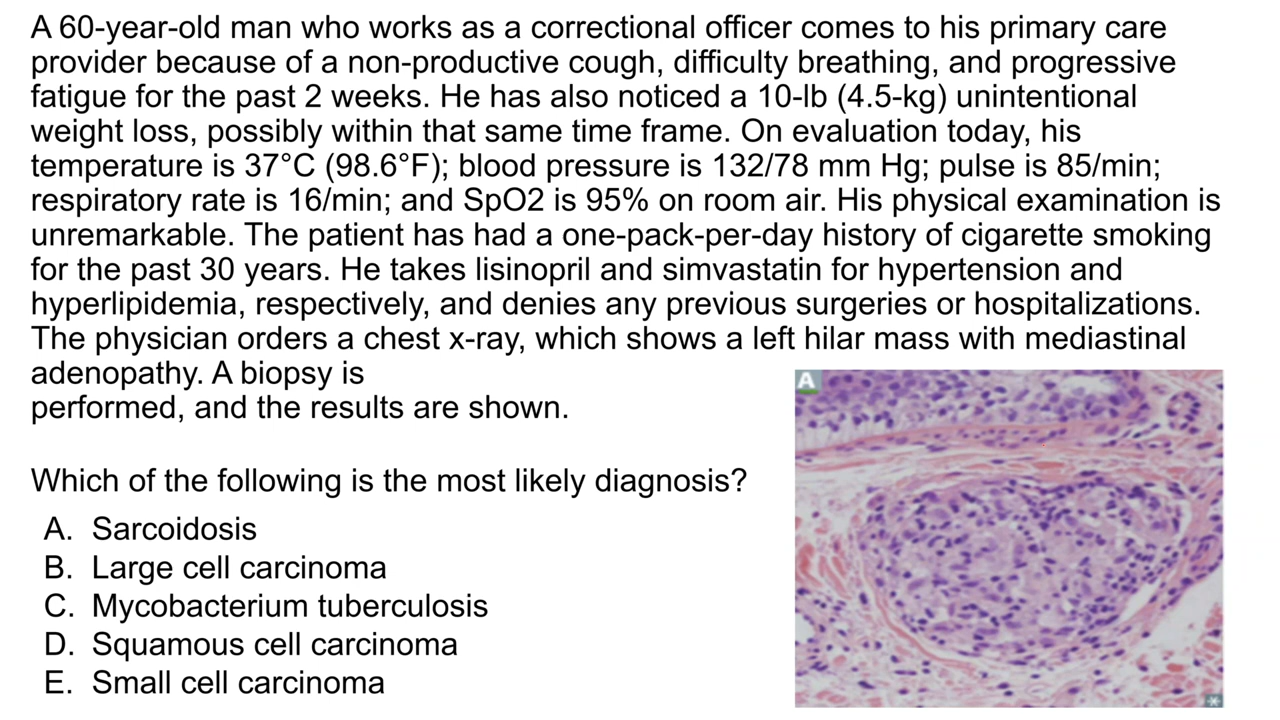 A 60-year-old man who works as a correctional officer comes to his primary care
provider because of a non-productive cough, difficulty breathing, and progressive
fatigue for the past 2 weeks. He has also noticed a 10-lb (4.5-kg) unintentional
weight loss, possibly within that same time frame. On evaluation today, his
temperature is 37°C (98.6°F); blood pressure is 132/78 mm Hg; pulse is 85/min;
respiratory rate is 16/min; and SpO2 is 95% on room air. His physical examination is
unremarkable. The patient has had a one-pack-per-day history of cigarette smoking
for the past 30 years. He takes lisinopril and simvastatin for hypertension and
hyperlipidemia, respectively, and denies any previous surgeries or hospitalizations.
The physician orders a chest x-ray, which shows a left hilar mass with mediastinal
adenopathy. A biopsy is
performed, and the results are shown.
A
Which of the following is the most likely diagnosis?
A. Sarcoidosis
B. Large cell carcinoma
C. Mycobacterium tuberculosis
D. Squamous cell carcinoma
E. Small cell carcinoma